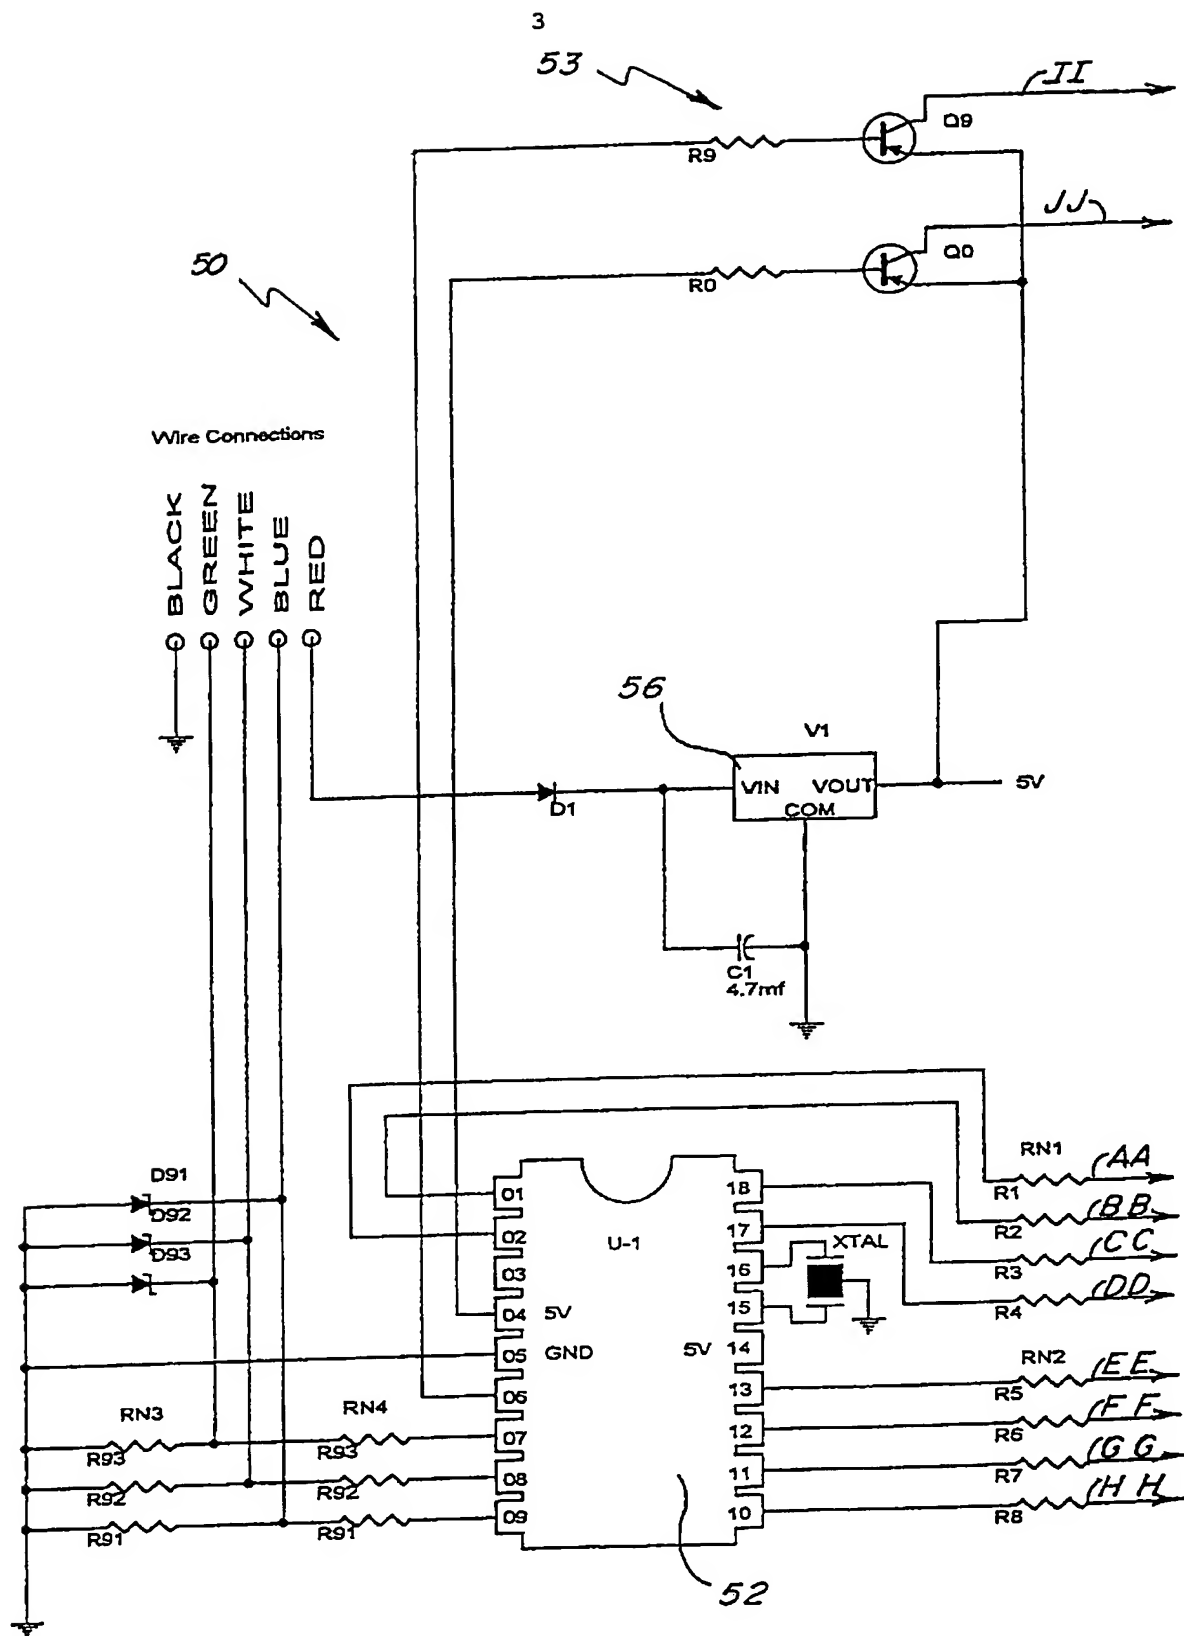 3
53
II
Q9
R9
JJ
Q0
R0
50
Wire Connections
BLACK
GREEN
WHITE
BLUE
RED
56
V1
VIN VOUT
COM
5V
D1
C1
4.7mf
RN1
AA
R1
BB
R2
CC
R3
DD
R4
D91
D92
D93
01
02
03
04 5V
05 GND
06
07
08
09
U-1
18
17
16
15
5V 14
13
12
11
10
XTAL
RN2
EE
R5
FF
R6
GG
R7
HH
R8
RN3
RN4
R93
R93
R92
R92
R91
R91
52